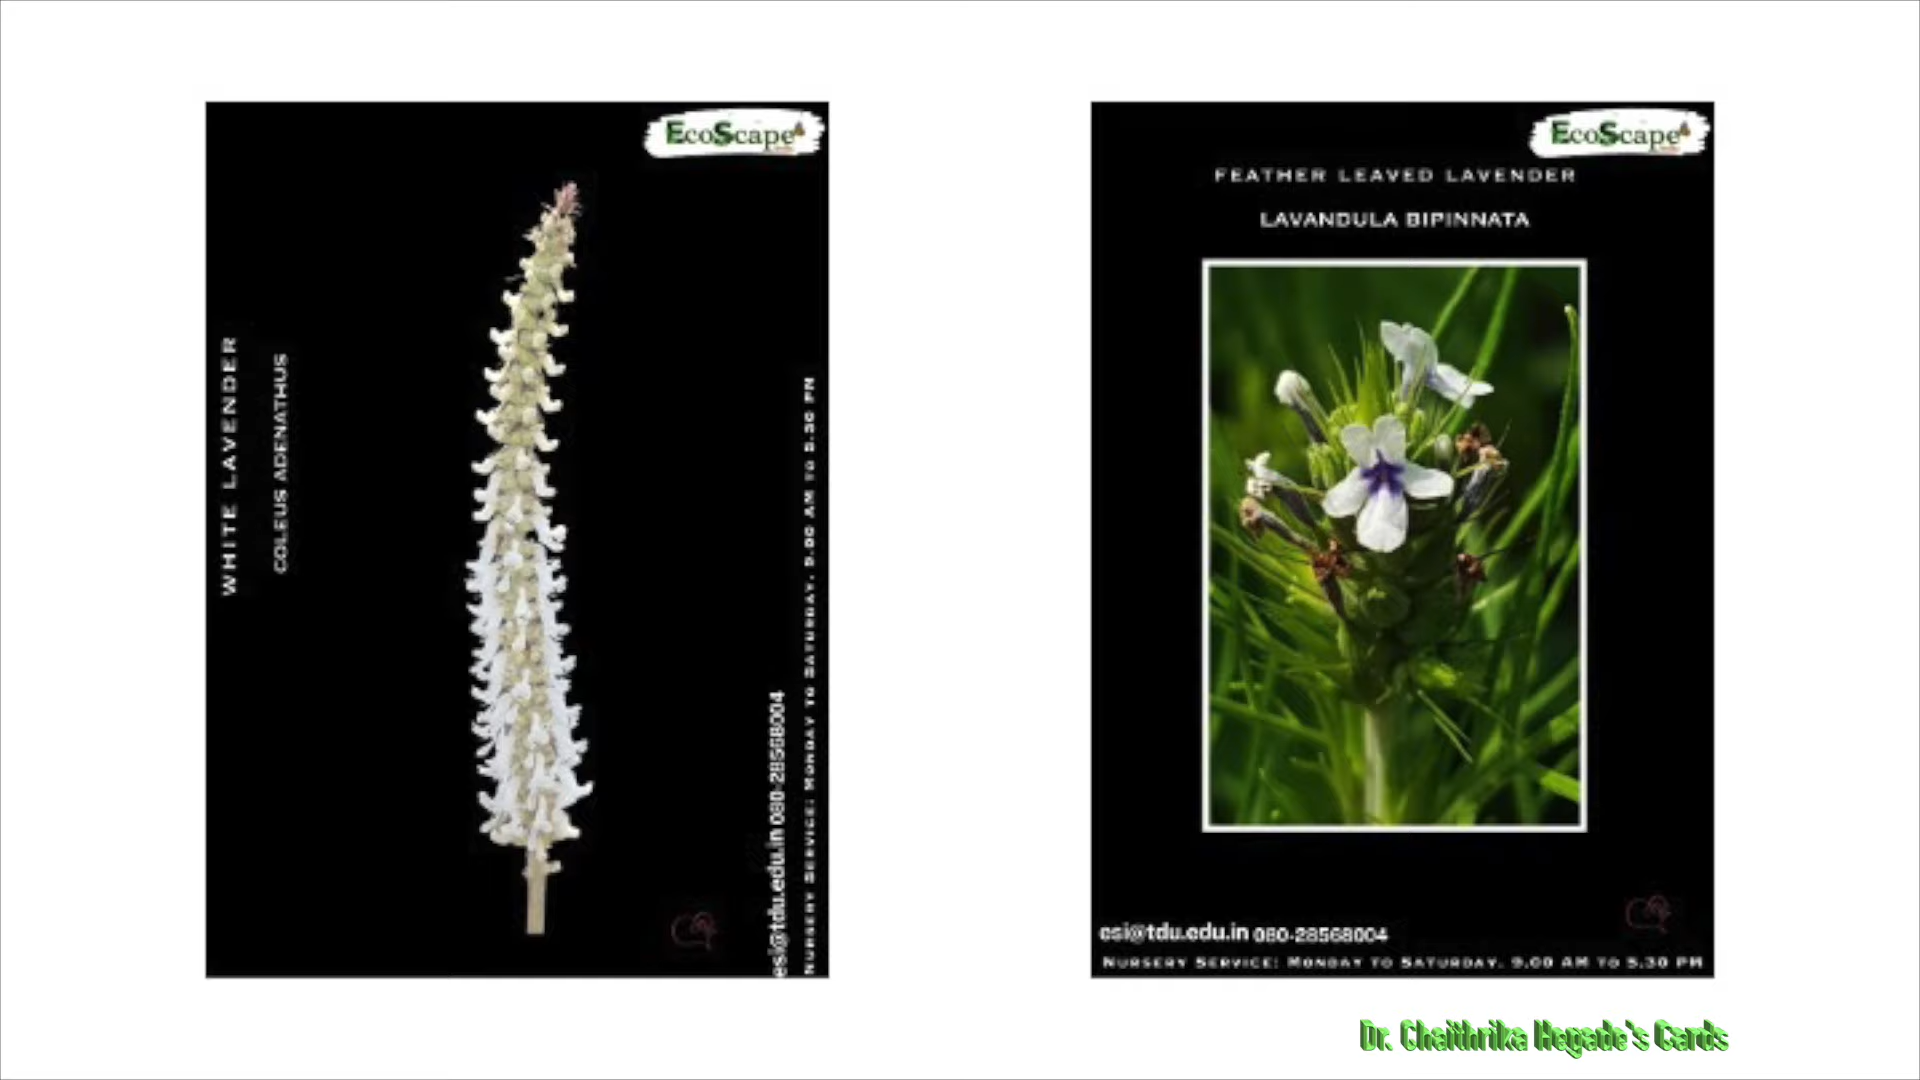 EcoScape
WHITE LAVENDER
COLEUS ADENATHUS
esi@tdu.edu.in 080-28568004
NURSERY SERVICE: MONDAY TO SATURDAY, 9.00 AM TO 5.30 PM
EcoScape
FEATHER LEAVED LAVENDER
LAVANDULA BIPINNATA
esi@tdu.edu.in 080-28568004
NURSERY SERVICE: MONDAY TO SATURDAY. 9.00 AM TO 5.30 PM
Dr. Chaithrika Hegade's Cards